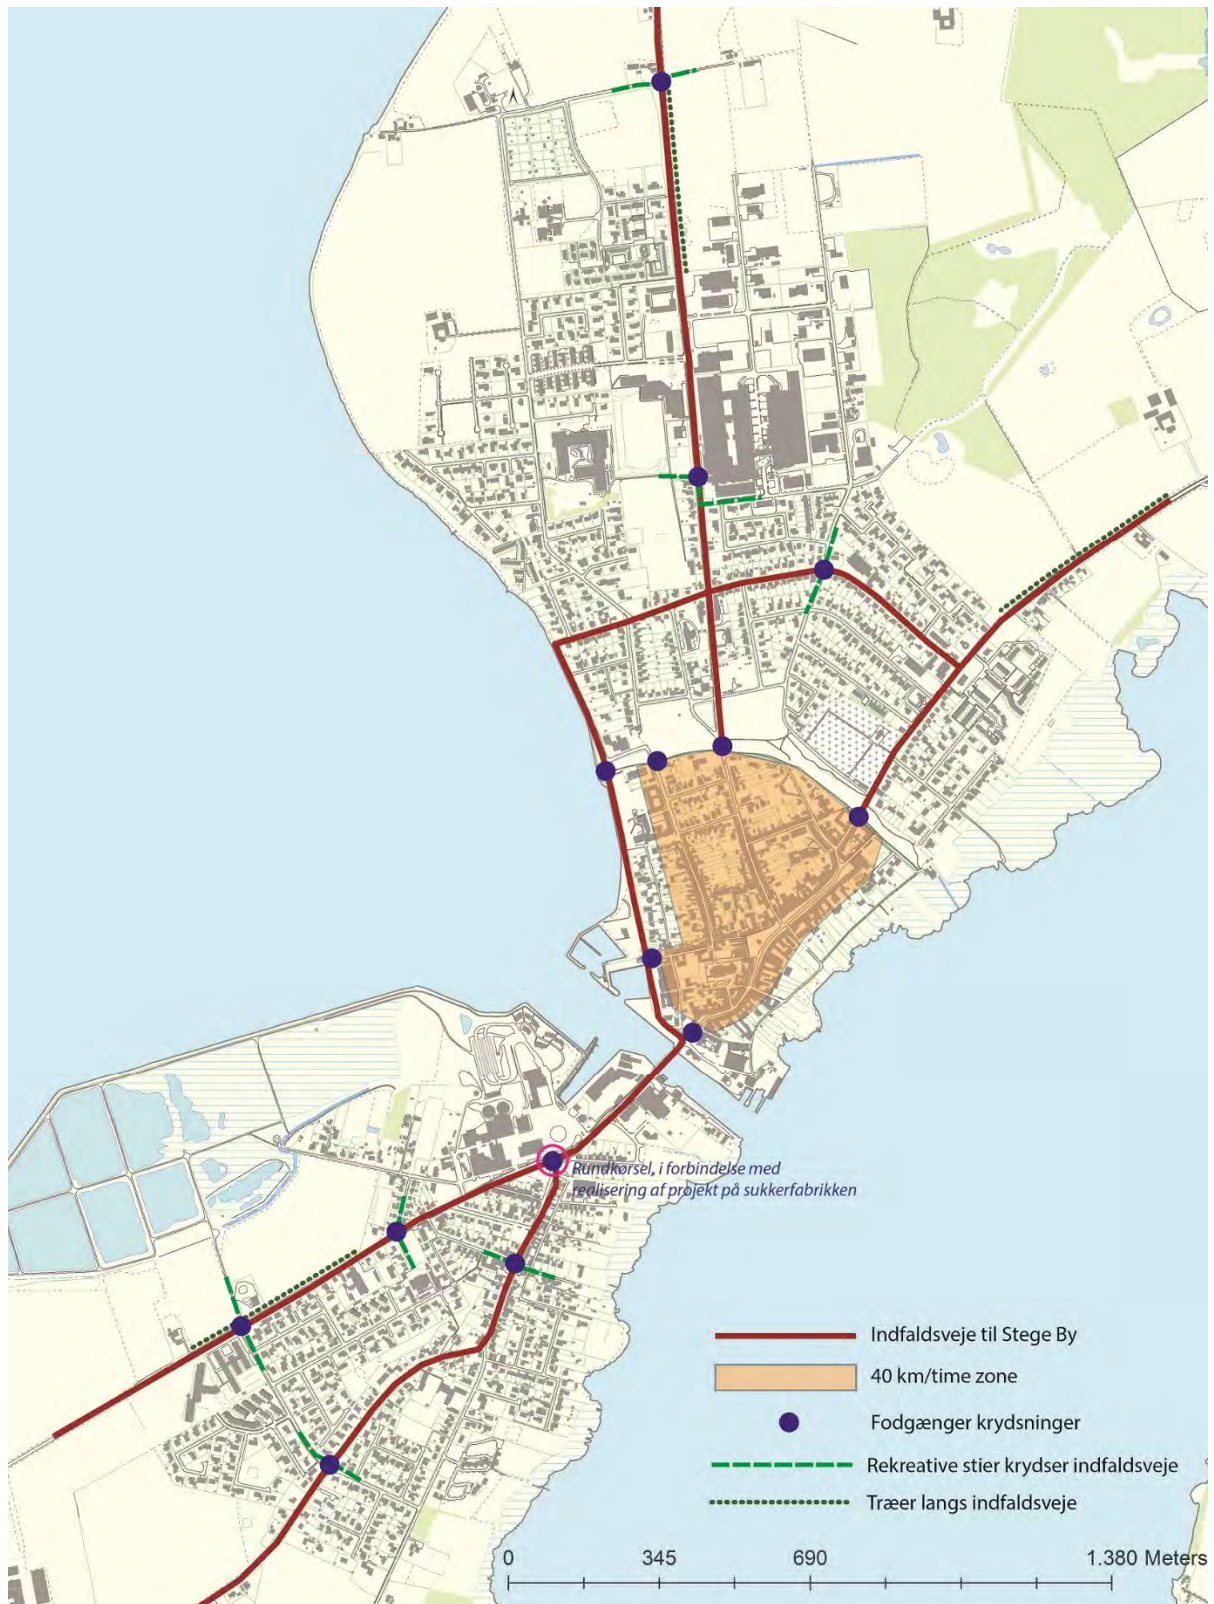 Rundkørsel, i forbindelse med
realisering af projekt på sukkerfabrikken
Indfaldsveje til Stege By
40 km/time zone
Fodgænger krydsninger
Rekreative stier krydser indfaldsveje
Træer langs indfaldsveje
0 345 690 1.380 Meters